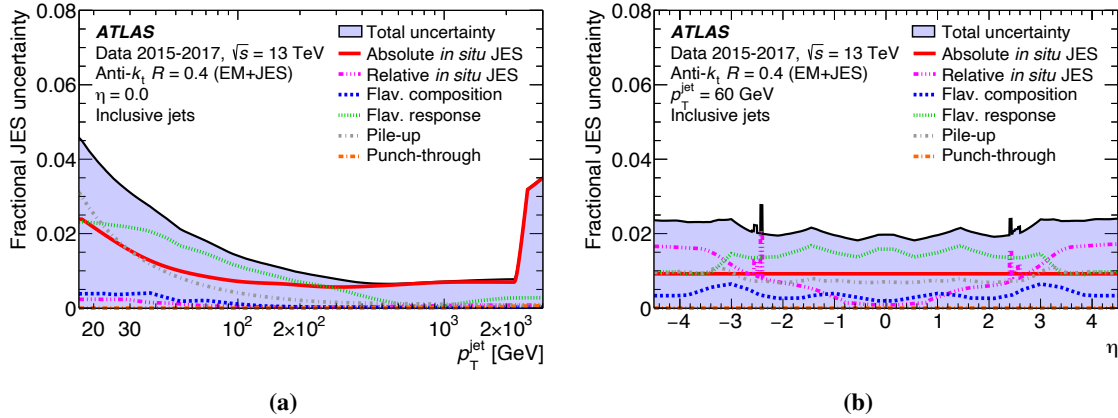 ATLAS
Data 2015-2017, √s = 13 TeV
Anti-kt R = 0.4 (EM+JES)
η = 0.0
Inclusive jets
Total uncertainty
Absolute in situ JES
Relative in situ JES
Flav. composition
Flav. response
Pile-up
Punch-through
Fractional JES uncertainty
0.08
0.06
0.04
0.02
0
20 30 10² 2×10² 10³ 2×10³
pTjet [GeV]
(a)
ATLAS
Data 2015-2017, √s = 13 TeV
Anti-kt R = 0.4 (EM+JES)
pTjet = 60 GeV
Inclusive jets
Total uncertainty
Absolute in situ JES
Relative in situ JES
Flav. composition
Flav. response
Pile-up
Punch-through
Fractional JES uncertainty
0.08
0.06
0.04
0.02
0
−4 −3 −2 −1 0 1 2 3 4
η
(b)